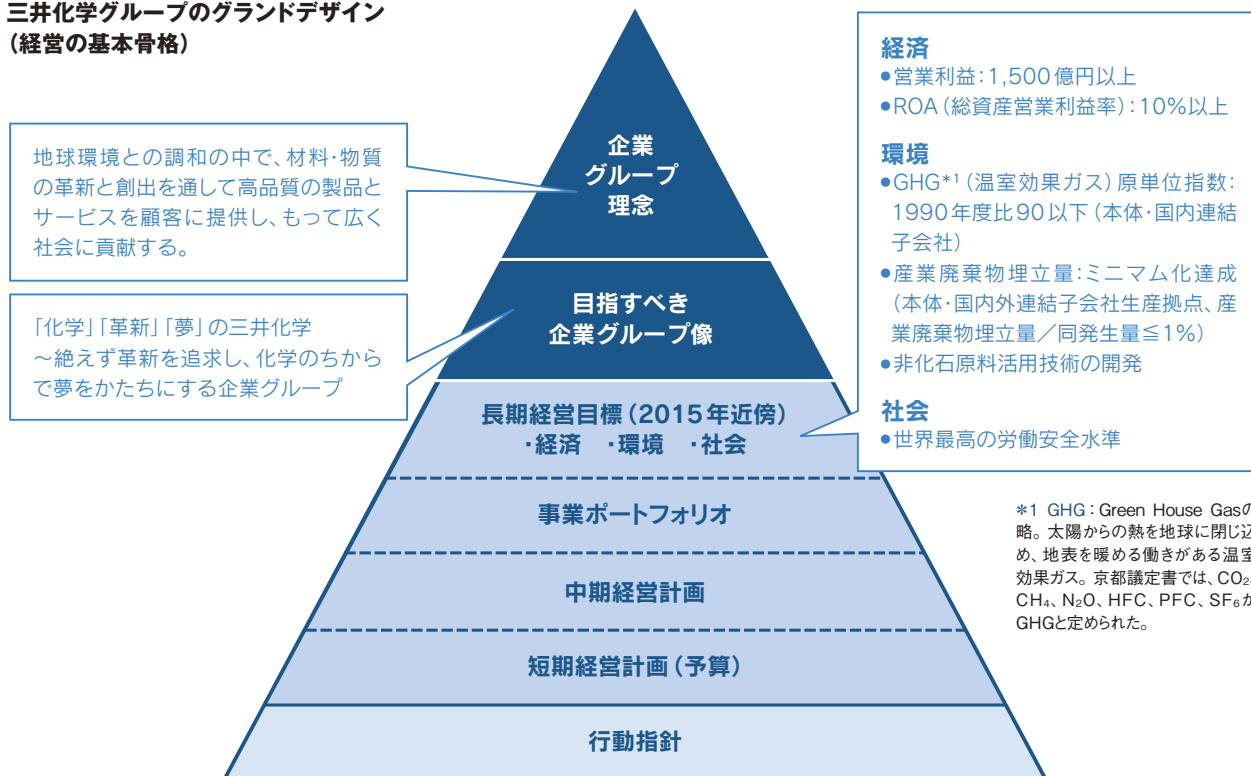 三井化学グループのグランドデザイン
(経営の基本骨格)
地球環境との調和の中で、材料・物質
の革新と創出を通して高品質の製品と
サービスを顧客に提供し、もって広く
社会に貢献する。
「化学」「革新」「夢」の三井化学
~絶えず革新を追求し、化学のちから
で夢をかたちにする企業グループ
企業
グループ
理念
目指すべき
企業グループ像
長期経営目標(2015年近傍)
・経済 ・環境 ・社会
事業ポートフォリオ
中期経営計画
短期経営計画(予算)
行動指針
経済
●営業利益:1,500億円以上
●ROA(総資産営業利益率):10%以上
環境
●GHG*1(温室効果ガス)原単位指数:
1990年度比90以下(本体・国内連結
子会社)
●産業廃棄物埋立量:ミニマム化達成
(本体・国内外連結子会社生産拠点、産
業廃棄物埋立量/同発生量≦1%)
●非化石原料活用技術の開発
社会
●世界最高の労働安全水準
*1 GHG:Green House Gasの
略。太陽からの熱を地球に閉じ込
め、地表を暖める働きがある温室
効果ガス。京都議定書では、CO₂、
CH₄、N₂O、HFC、PFC、SF₆が
GHGと定められた。